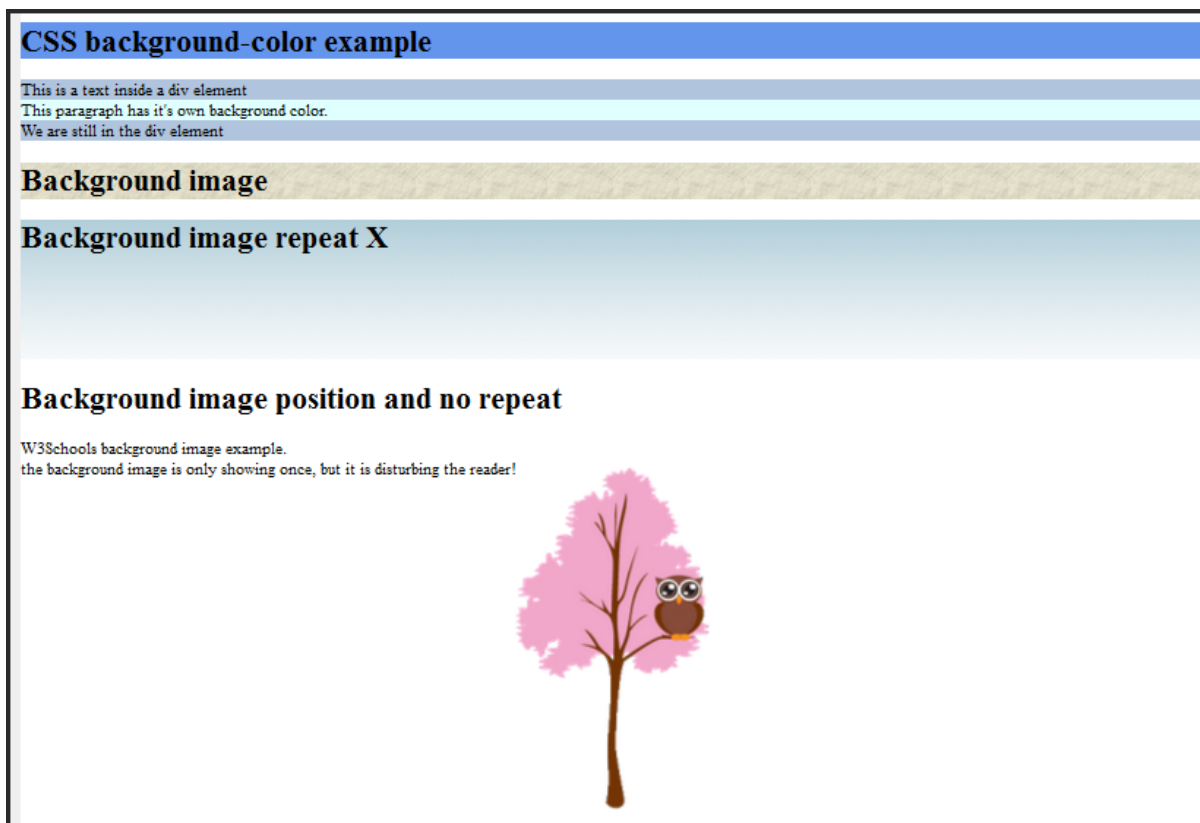 CSS background-color example
This is a text inside a div element
This paragraph has it's own background color.
We are still in the div element
Background image
Background image repeat X
Background image position and no repeat
W3Schools background image example.
the background image is only showing once, but it is disturbing the reader!